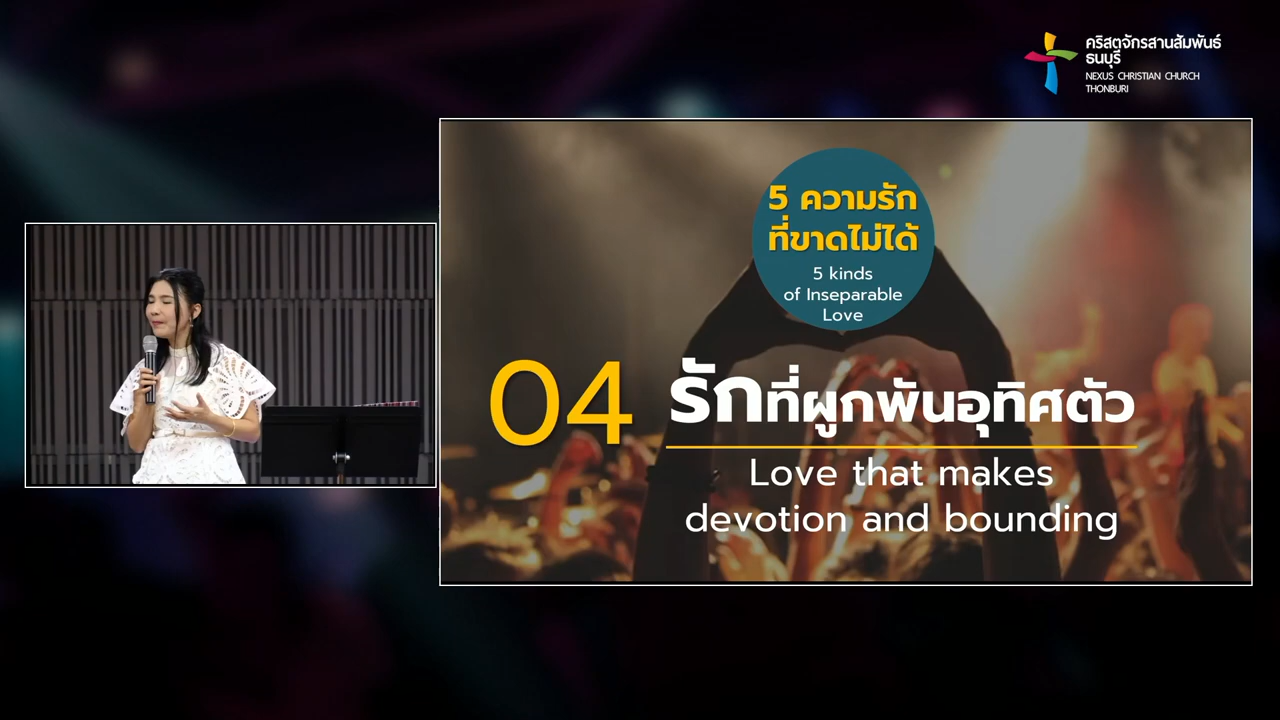 คริสตจักรสานสัมพันธ์
ธนบุรี
NEXUS CHRISTIAN CHURCH
THONBURI
5 ความรัก
ที่ขาดไม่ได้
5 kinds
of Inseparable
Love
04
รักที่ผูกพันอุทิศตัว
Love that makes
devotion and bounding